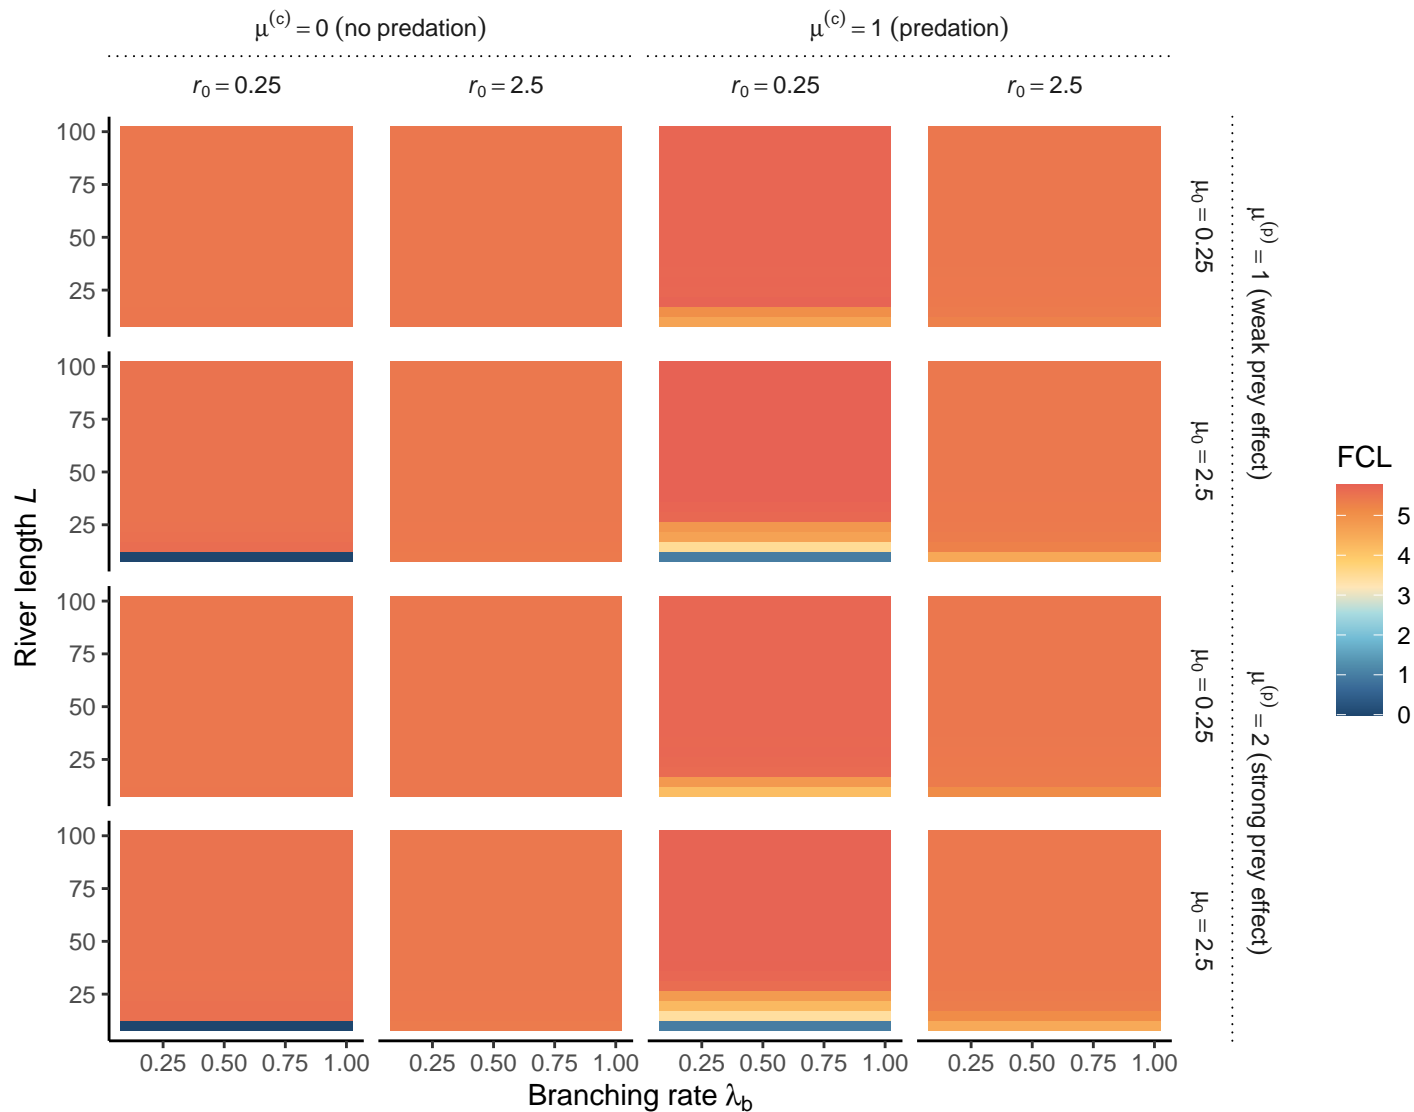 μ(c) = 0 (no predation)
μ(c) = 1 (predation)
r0 = 0.25
r0 = 2.5
r0 = 0.25
r0 = 2.5
100
75
50
25
100
75
50
25
100
75
50
25
100
75
50
25
River length L
0.25 0.50 0.75 1.00
0.25 0.50 0.75 1.00
0.25 0.50 0.75 1.00
0.25 0.50 0.75 1.00
Branching rate λb
μ0 = 0.25
μ0 = 2.5
μ0 = 0.25
μ0 = 2.5
μ(p) = 1 (weak prey effect)
μ(p) = 2 (strong prey effect)
FCL
5
4
3
2
1
0